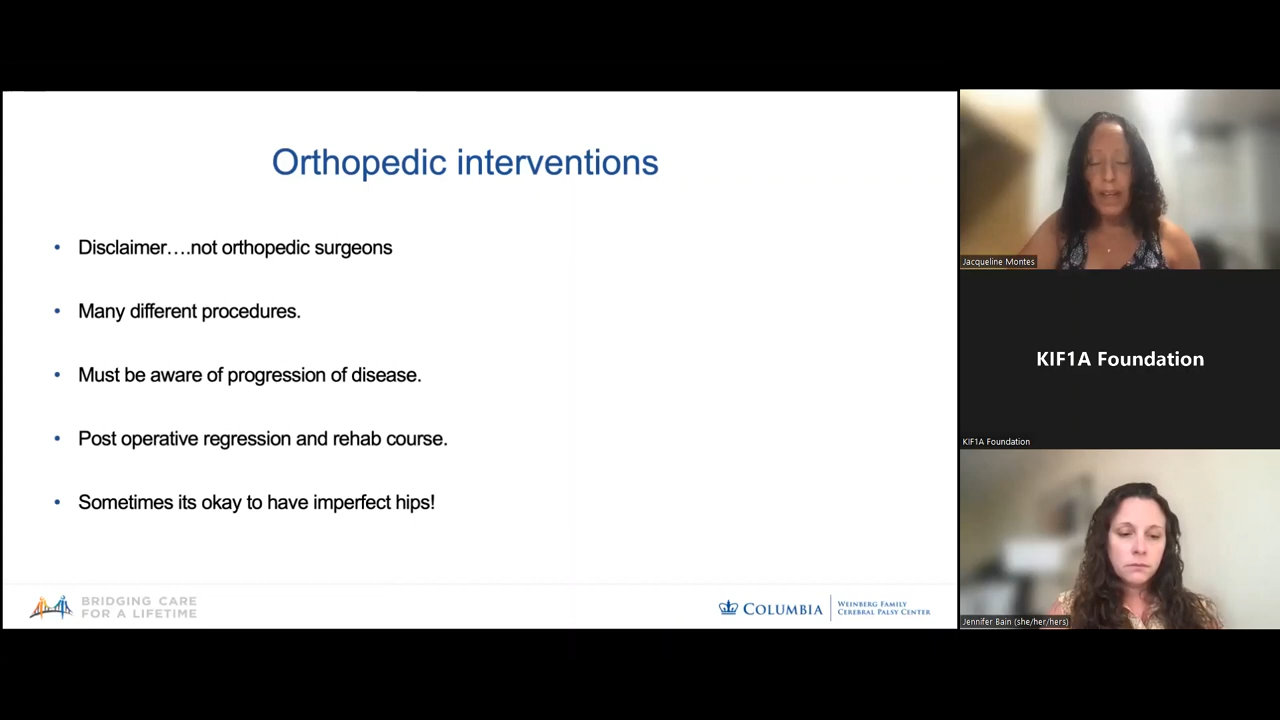 Orthopedic interventions
• Disclaimer….not orthopedic surgeons
• Many different procedures.
• Must be aware of progression of disease.
• Post operative regression and rehab course.
• Sometimes its okay to have imperfect hips!
BRIDGING CARE
FOR A LIFETIME
COLUMBIA
WEINBERG FAMILY
CEREBRAL PALSY CENTER
Jacqueline Montes
KIF1A Foundation
KIF1A Foundation
Jennifer Bain (she/her/hers)